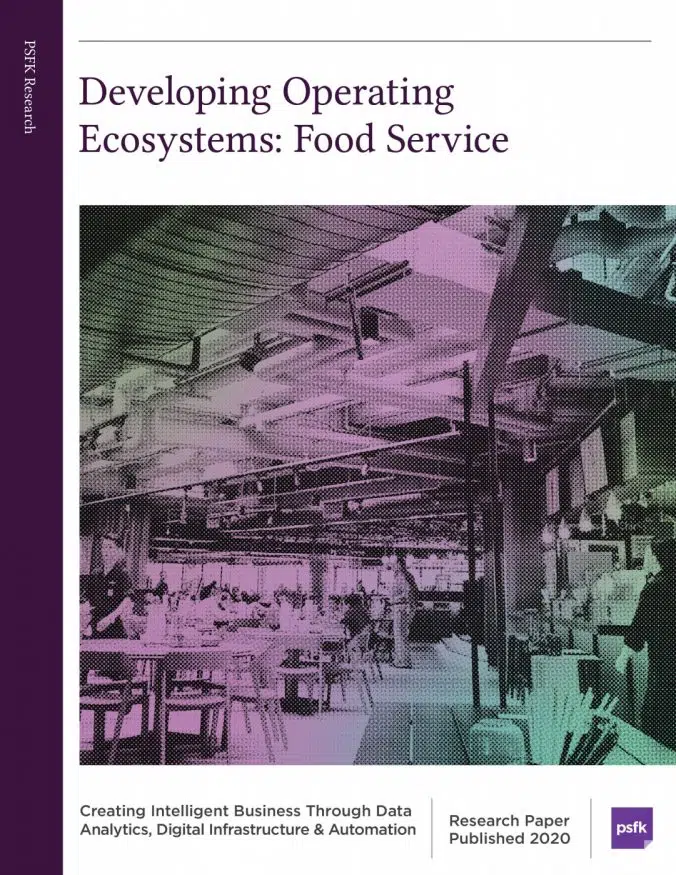 PSFK Research
Developing Operating
Ecosystems: Food Service
Creating Intelligent Business Through Data
Analytics, Digital Infrastructure & Automation
Research Paper
Published 2020
psfk